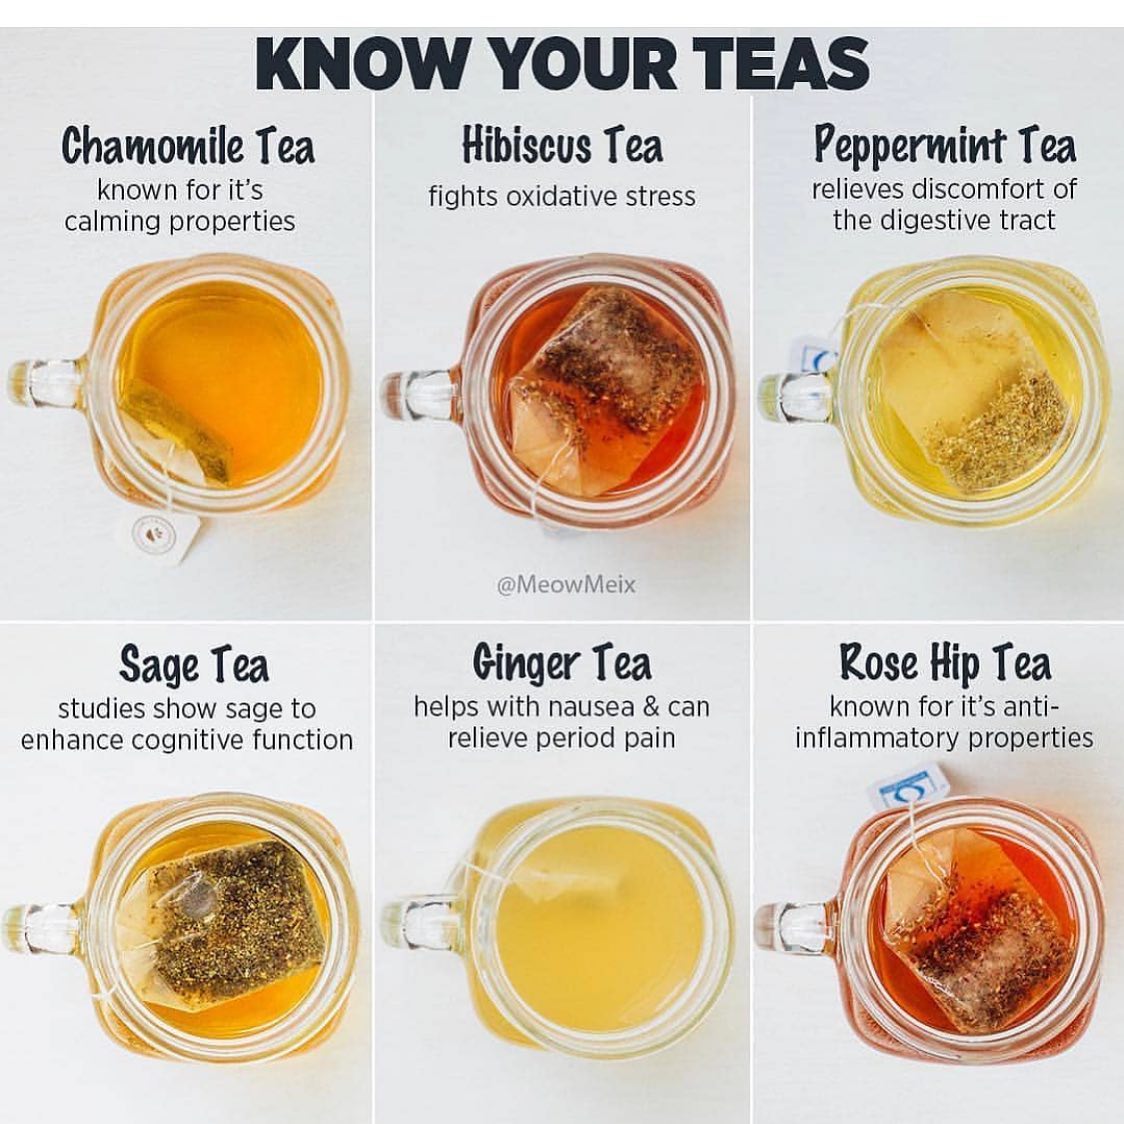 KNOW YOUR TEAS
Chamomile Tea
known for it's
calming properties
Hibiscus Tea
fights oxidative stress
Peppermint Tea
relieves discomfort of
the digestive tract
@MeowMeix
Sage Tea
studies show sage to
enhance cognitive function
Ginger Tea
helps with nausea & can
relieve period pain
Rose Hip Tea
known for it's anti-
inflammatory properties